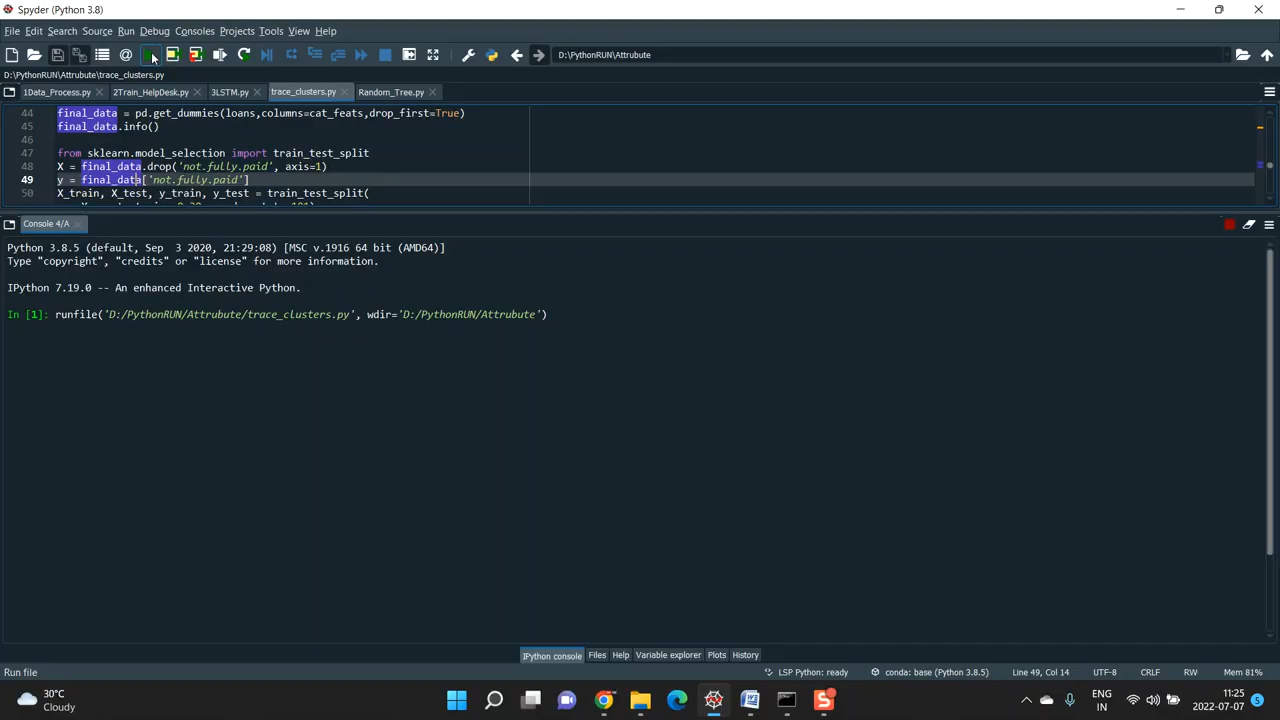 Spyder (Python 3.8)
File Edit Search Source Run Debug Consoles Projects Tools View Help
D:\PythonRUN\Attrubute
D:\PythonRUN\Attrubute\trace_clusters.py
1Data_Process.py 2Train_HelpDesk.py 3LSTM.py trace_clusters.py Random_Tree.py
44 final_data = pd.get_dummies(loans,columns=cat_feats,drop_first=True)
45 final_data.info()
46
47 from sklearn.model_selection import train_test_split
48 X = final_data.drop('not.fully.paid', axis=1)
49 y = final_data['not.fully.paid']
50 X_train, X_test, y_train, y_test = train_test_split(
Console 4/A
Python 3.8.5 (default, Sep  3 2020, 21:29:08) [MSC v.1916 64 bit (AMD64)]
Type "copyright", "credits" or "license" for more information.
IPython 7.19.0 -- An enhanced Interactive Python.
In [1]: runfile('D:/PythonRUN/Attrubute/trace_clusters.py', wdir='D:/PythonRUN/Attrubute')
IPython console Files Help Variable explorer Plots History
Run file LSP Python: ready conda: base (Python 3.8.5) Line 49, Col 14 UTF-8 CRLF RW Mem 81%
30°C
Cloudy
ENG
IN
11:25
2022-07-07
5